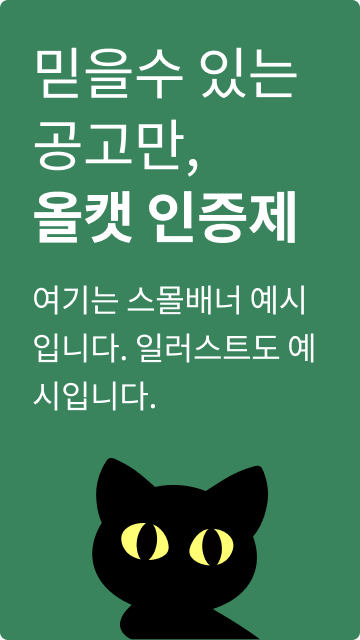 믿을수 있는
공고만,
올캣 인증제
여기는 스몰배너 예시
입니다. 일러스트도 예
시입니다.